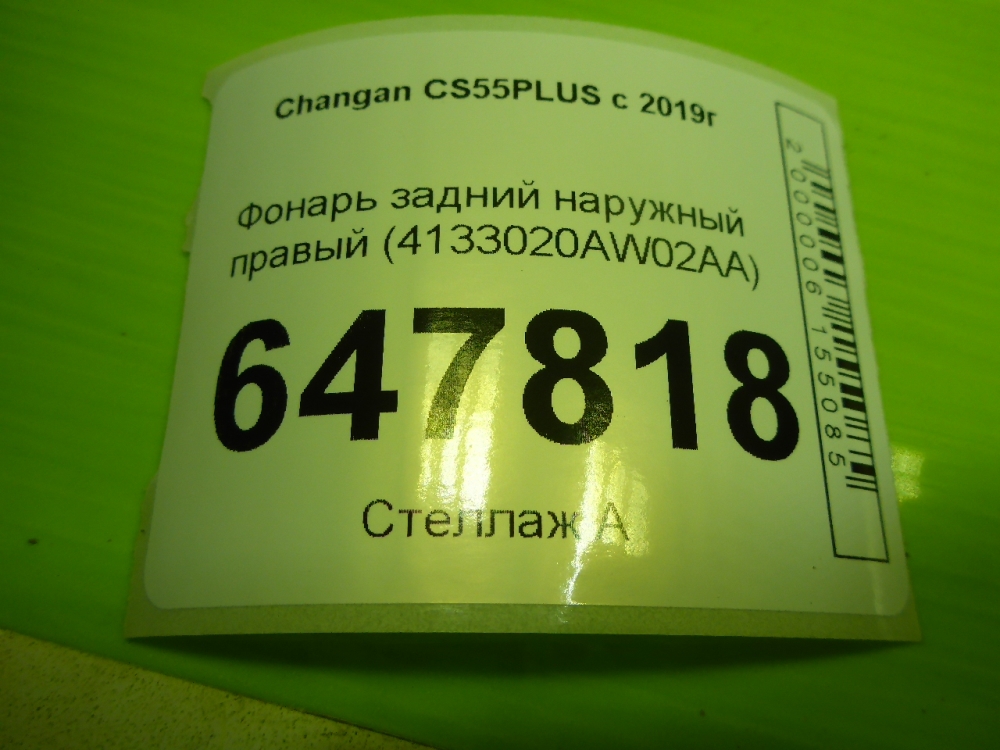 Changan CS55PLUS с 2019г
Фонарь задний наружный
правый (4133020AW02AA)
647818
Стеллаж А
2000006155085